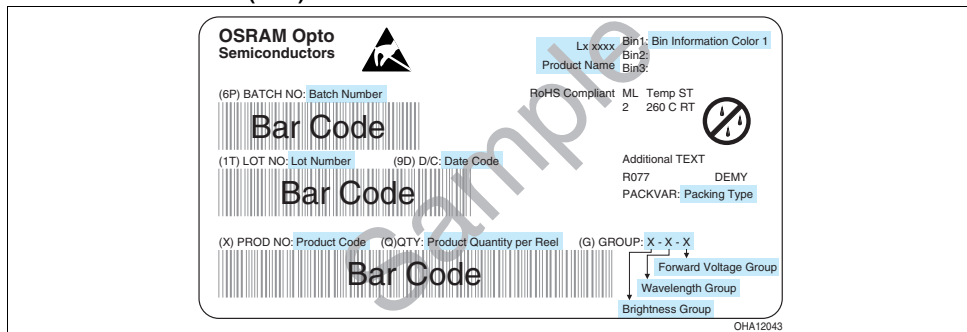 OSRAM Opto
Semiconductors
Lx xxxx
Product Name
Bin1: Bin Information Color 1
Bin2:
Bin3:
RoHS Compliant
ML Temp ST
2 260 C RT
(6P) BATCH NO: Batch Number
Bar Code
(1T) LOT NO: Lot Number (9D) D/C: Date Code
Bar Code
Additional TEXT
R077 DEMY
PACKVAR: Packing Type
(X) PROD NO: Product Code (Q)QTY: Product Quantity per Reel (G) GROUP: X - X - X
Bar Code
Forward Voltage Group
Wavelength Group
Brightness Group
Sample
OHA12043